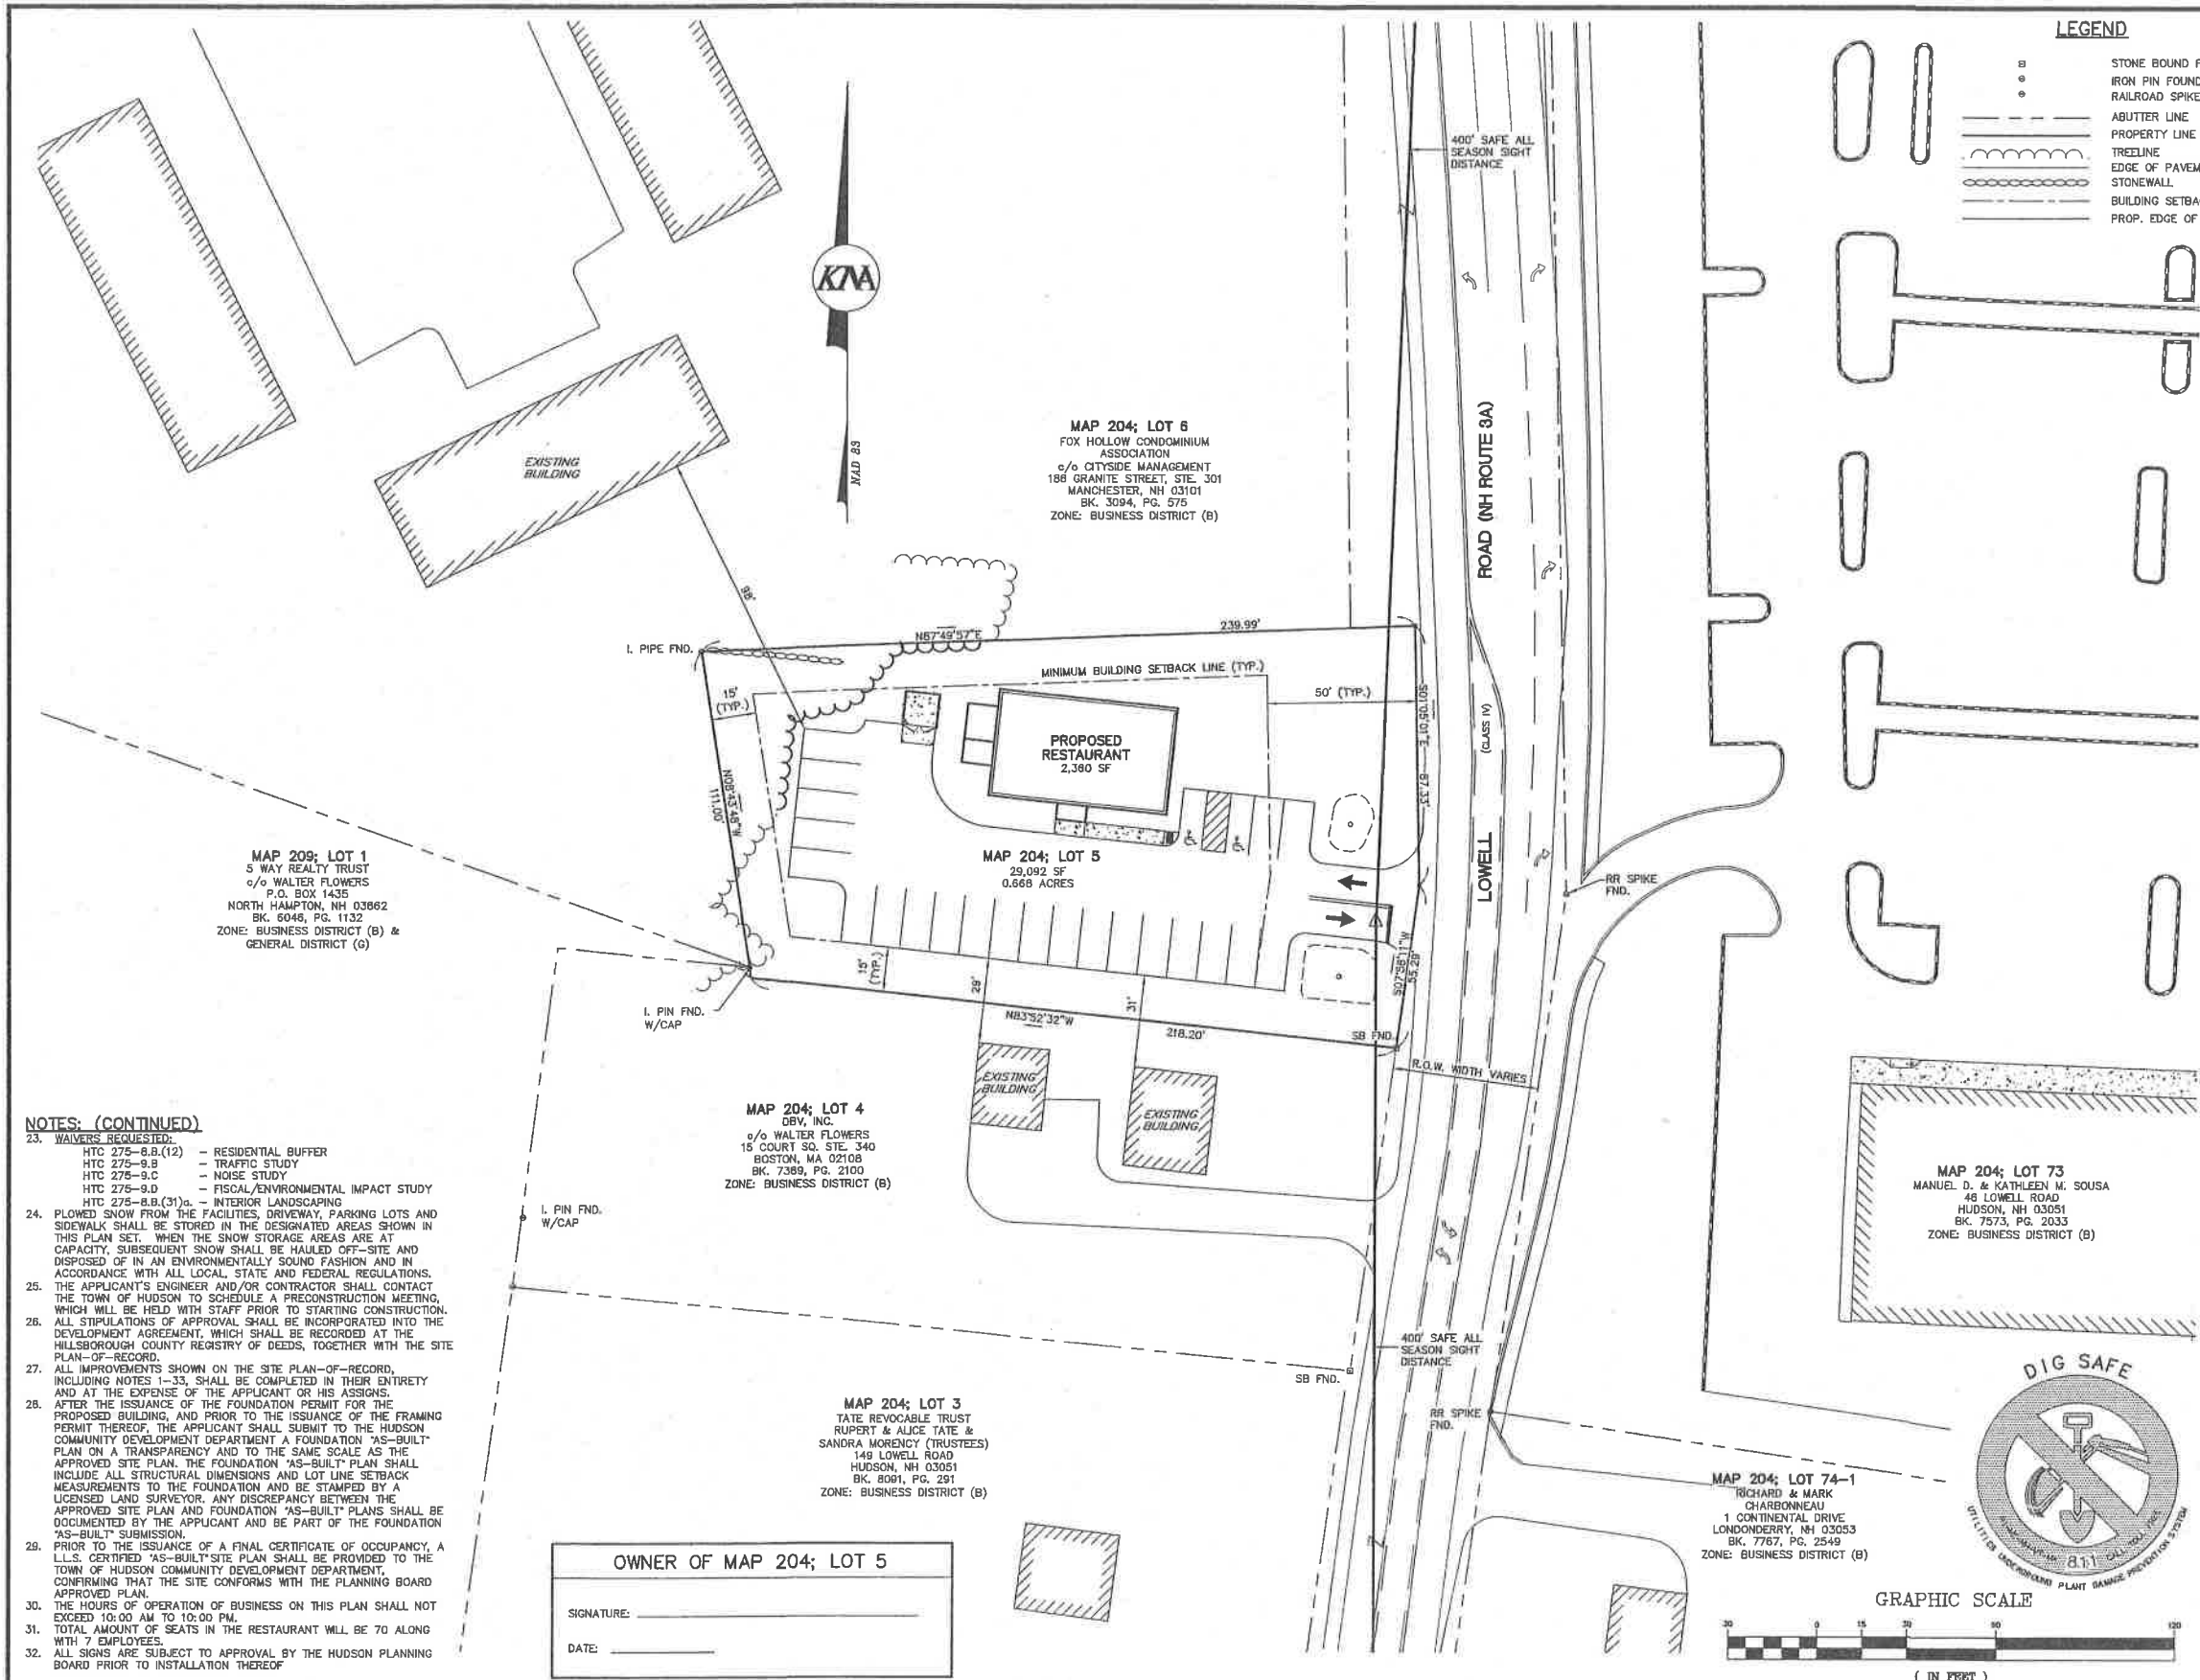 LEGEND
STONE BOUND F
IRON PIN FOUND
RAILROAD SPIKE
ABUTTER LINE
PROPERTY LINE
TREELINE
EDGE OF PAVEM
STONEWALL
BUILDING SETBA
PROP. EDGE OF
400' SAFE ALL
SEASON SIGHT
DISTANCE
KNA
NAD 83
EXISTING
BUILDING
MAP 204; LOT 6
FOX HOLLOW CONDOMINIUM
ASSOCIATION
c/o CITYSIDE MANAGEMENT
186 GRANITE STREET, STE. 301
MANCHESTER, NH 03101
BK. 3094, PG. 575
ZONE: BUSINESS DISTRICT (B)
LOWELL ROAD (NH ROUTE 3A)
(CLASS IV)
98'
I. PIPE FND.
N87°49'57"E
239.99'
MINIMUM BUILDING SETBACK LINE (TYP.)
15'
(TYP.)
50' (TYP.)
S01°05'01"E
87.33'
PROPOSED
RESTAURANT
2,360 SF
N08°43'48"W
111.00'
MAP 204; LOT 5
29,092 SF
0.668 ACRES
RR SPIKE
FND.
MAP 209; LOT 1
5 WAY REALTY TRUST
c/o WALTER FLOWERS
P.O. BOX 1435
NORTH HAMPTON, NH 03862
BK. 6046, PG. 1132
ZONE: BUSINESS DISTRICT (B) &
GENERAL DISTRICT (G)
S07°58'11"W
55.29'
15'
(TYP.)
29'
31'
I. PIN FND.
W/CAP
N83°52'32"W
218.20'
SB FND.
R.O.W. WIDTH VARIES
EXISTING
BUILDING
EXISTING
BUILDING
MAP 204; LOT 4
DBV, INC.
c/o WALTER FLOWERS
15 COURT SQ. STE. 340
BOSTON, MA 02108
BK. 7389, PG. 2100
ZONE: BUSINESS DISTRICT (B)
MAP 204; LOT 73
MANUEL D. & KATHLEEN M. SOUSA
46 LOWELL ROAD
HUDSON, NH 03051
BK. 7573, PG. 2033
ZONE: BUSINESS DISTRICT (B)
I. PIN FND.
W/CAP
NOTES: (CONTINUED)
23. WAIVERS REQUESTED:
HTC 275-8.B.(12) - RESIDENTIAL BUFFER
HTC 275-9.B - TRAFFIC STUDY
HTC 275-9.C - NOISE STUDY
HTC 275-9.D - FISCAL/ENVIRONMENTAL IMPACT STUDY
HTC 275-8.B.(31)a. - INTERIOR LANDSCAPING
24. PLOWED SNOW FROM THE FACILITIES, DRIVEWAY, PARKING LOTS AND
SIDEWALK SHALL BE STORED IN THE DESIGNATED AREAS SHOWN IN
THIS PLAN SET. WHEN THE SNOW STORAGE AREAS ARE AT
CAPACITY, SUBSEQUENT SNOW SHALL BE HAULED OFF-SITE AND
DISPOSED OF IN AN ENVIRONMENTALLY SOUND FASHION AND IN
ACCORDANCE WITH ALL LOCAL, STATE AND FEDERAL REGULATIONS.
25. THE APPLICANT'S ENGINEER AND/OR CONTRACTOR SHALL CONTACT
THE TOWN OF HUDSON TO SCHEDULE A PRECONSTRUCTION MEETING,
WHICH WILL BE HELD WITH STAFF PRIOR TO STARTING CONSTRUCTION.
26. ALL STIPULATIONS OF APPROVAL SHALL BE INCORPORATED INTO THE
DEVELOPMENT AGREEMENT, WHICH SHALL BE RECORDED AT THE
HILLSBOROUGH COUNTY REGISTRY OF DEEDS, TOGETHER WITH THE SITE
PLAN-OF-RECORD.
27. ALL IMPROVEMENTS SHOWN ON THE SITE PLAN-OF-RECORD,
INCLUDING NOTES 1-33, SHALL BE COMPLETED IN THEIR ENTIRETY
AND AT THE EXPENSE OF THE APPLICANT OR HIS ASSIGNS.
28. AFTER THE ISSUANCE OF THE FOUNDATION PERMIT FOR THE
PROPOSED BUILDING, AND PRIOR TO THE ISSUANCE OF THE FRAMING
PERMIT THEREOF, THE APPLICANT SHALL SUBMIT TO THE HUDSON
COMMUNITY DEVELOPMENT DEPARTMENT A FOUNDATION "AS-BUILT"
PLAN ON A TRANSPARENCY AND TO THE SAME SCALE AS THE
APPROVED SITE PLAN. THE FOUNDATION "AS-BUILT" PLAN SHALL
INCLUDE ALL STRUCTURAL DIMENSIONS AND LOT LINE SETBACK
MEASUREMENTS TO THE FOUNDATION AND BE STAMPED BY A
LICENSED LAND SURVEYOR. ANY DISCREPANCY BETWEEN THE
APPROVED SITE PLAN AND FOUNDATION "AS-BUILT" PLANS SHALL BE
DOCUMENTED BY THE APPLICANT AND BE PART OF THE FOUNDATION
"AS-BUILT" SUBMISSION.
29. PRIOR TO THE ISSUANCE OF A FINAL CERTIFICATE OF OCCUPANCY, A
L.L.S. CERTIFIED "AS-BUILT" SITE PLAN SHALL BE PROVIDED TO THE
TOWN OF HUDSON COMMUNITY DEVELOPMENT DEPARTMENT,
CONFIRMING THAT THE SITE CONFORMS WITH THE PLANNING BOARD
APPROVED PLAN.
30. THE HOURS OF OPERATION OF BUSINESS ON THIS PLAN SHALL NOT
EXCEED 10:00 AM TO 10:00 PM.
31. TOTAL AMOUNT OF SEATS IN THE RESTAURANT WILL BE 70 ALONG
WITH 7 EMPLOYEES.
32. ALL SIGNS ARE SUBJECT TO APPROVAL BY THE HUDSON PLANNING
BOARD PRIOR TO INSTALLATION THEREOF
400' SAFE ALL
SEASON SIGHT
DISTANCE
SB FND.
RR SPIKE
FND.
MAP 204; LOT 3
TATE REVOCABLE TRUST
RUPERT & ALICE TATE &
SANDRA MORENCY (TRUSTEES)
149 LOWELL ROAD
HUDSON, NH 03051
BK. 8091, PG. 291
ZONE: BUSINESS DISTRICT (B)
MAP 204; LOT 74-1
RICHARD & MARK
CHARBONNEAU
1 CONTINENTAL DRIVE
LONDONDERRY, NH 03053
BK. 7767, PG. 2549
ZONE: BUSINESS DISTRICT (B)
DIG SAFE
8.1.1
UTILITIES UNDERGROUND PLANT DAMAGE PREVENTION SYSTEM
OWNER OF MAP 204; LOT 5
SIGNATURE:
DATE:
GRAPHIC SCALE
30 0 15 30 60 120
( IN FEET )